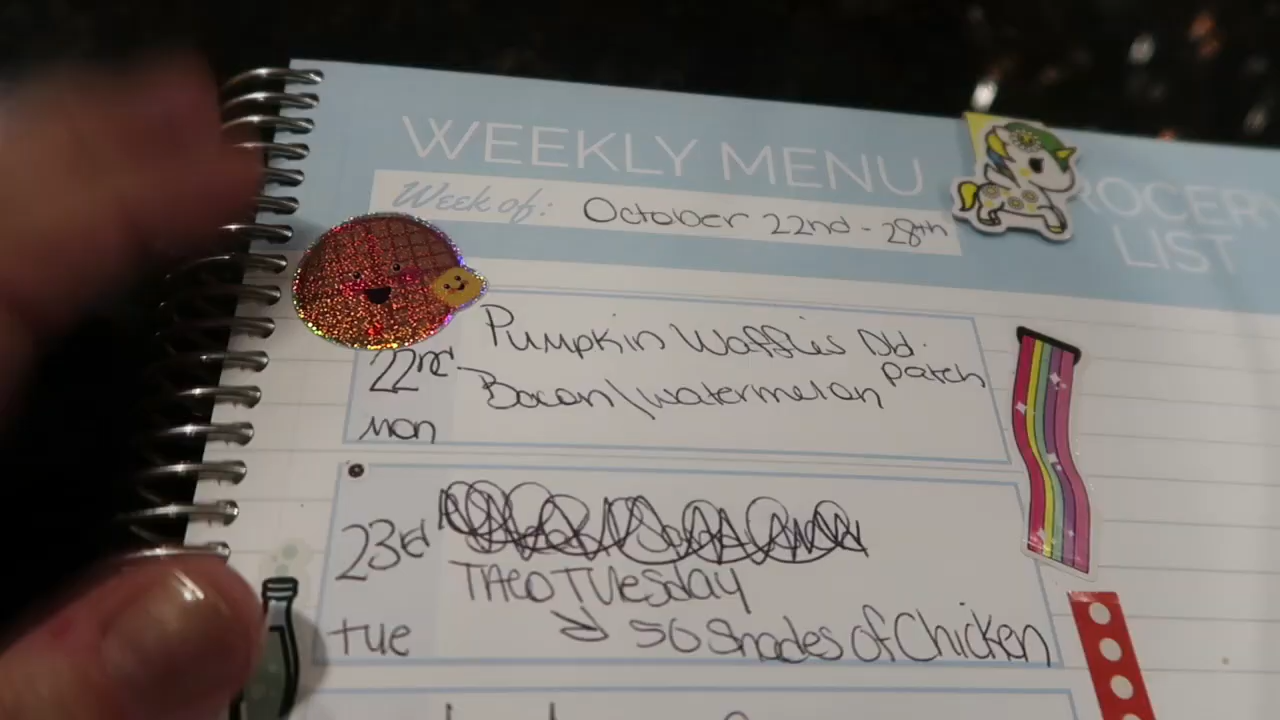 WEEKLY MENU
Week of: October 22nd - 28th
GROCERY
LIST
Pumpkin Waffles Dld.
patch
22nd
Bacon/watermelon
Mon
23rd
TACO TUesday
→ 50 Shades of Chicken
Tue